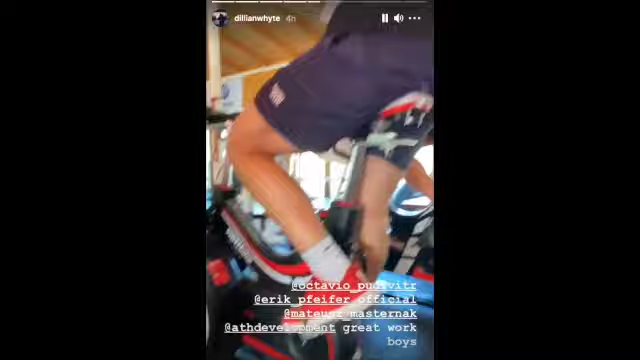 dillianwhyte 4h
@octavio_pudivitr
@erik_pfeifer_official
@mateusz_masternak
@athdevelopment great work
boys